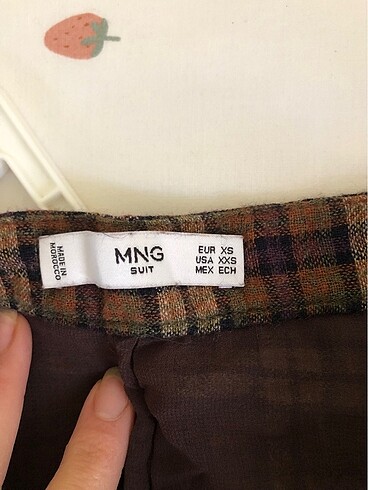 MADE IN
MOROCCO
MNG
SUIT
EUR XS
USA XXS
MEX ECH